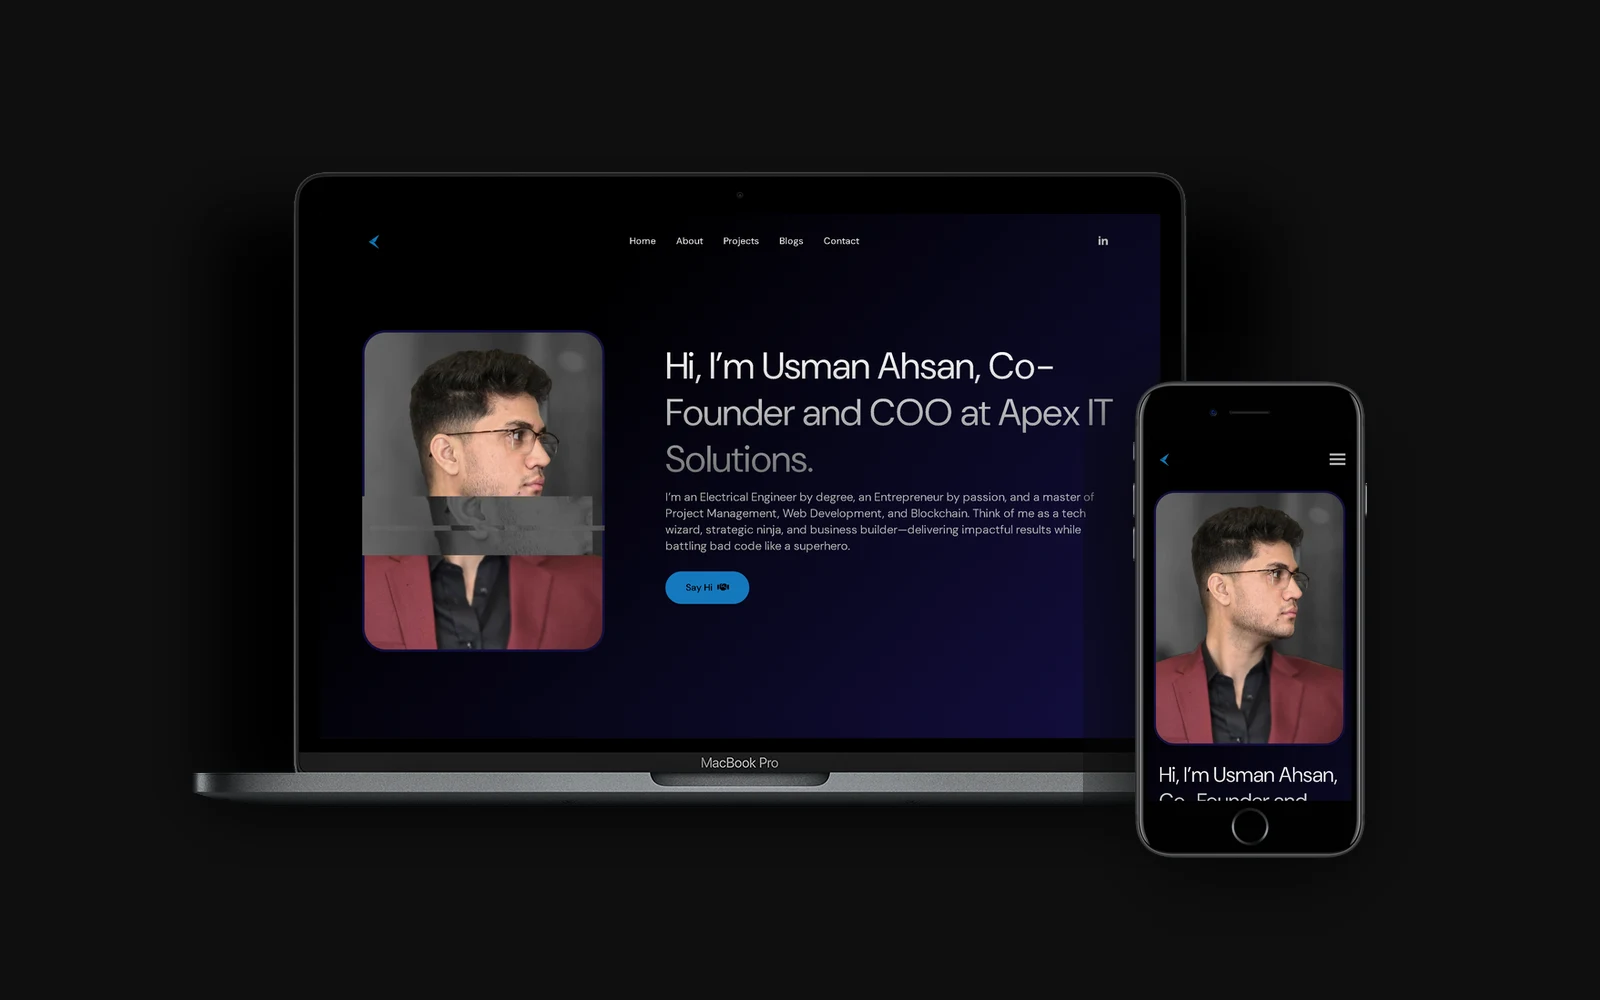 Home About Projects Blogs Contact
in
Hi, I'm Usman Ahsan, Co-
Founder and COO at Apex IT
Solutions.
I'm an Electrical Engineer by degree, an Entrepreneur by passion, and a master of
Project Management, Web Development, and Blockchain. Think of me as a tech
wizard, strategic ninja, and business builder—delivering impactful results while
battling bad code like a superhero.
Say Hi
MacBook Pro
Hi, I'm Usman Ahsan,
Co-Founder and